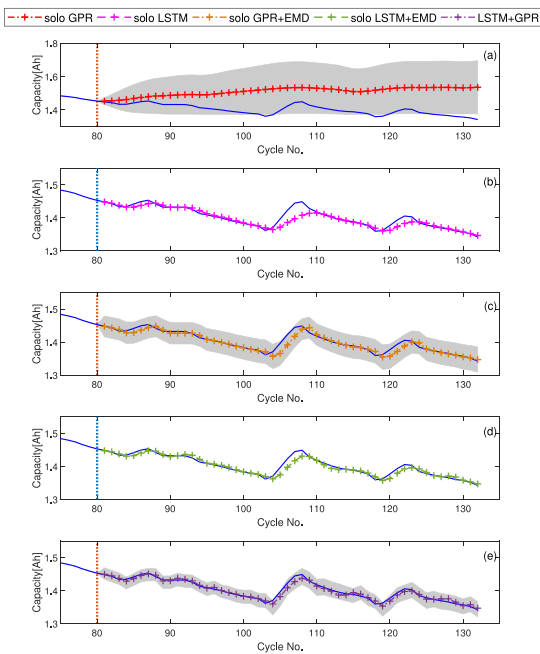 solo GPR solo LSTM solo GPR+EMD solo LSTM+EMD LSTM+GPR
(a)
1.8
1.6
1.4
Capacity[Ah]
80 90 100 110 120 130
Cycle No.
(b)
1.5
1.4
1.3
Capacity[Ah]
80 90 100 110 120 130
Cycle No.
(c)
1.5
1.4
1.3
Capacity[Ah]
80 90 100 110 120 130
Cycle No.
(d)
1.5
1.4
1.3
Capacity[Ah]
80 90 100 110 120 130
Cycle No.
(e)
1.5
1.4
1.3
Capacity[Ah]
80 90 100 110 120 130
Cycle No.